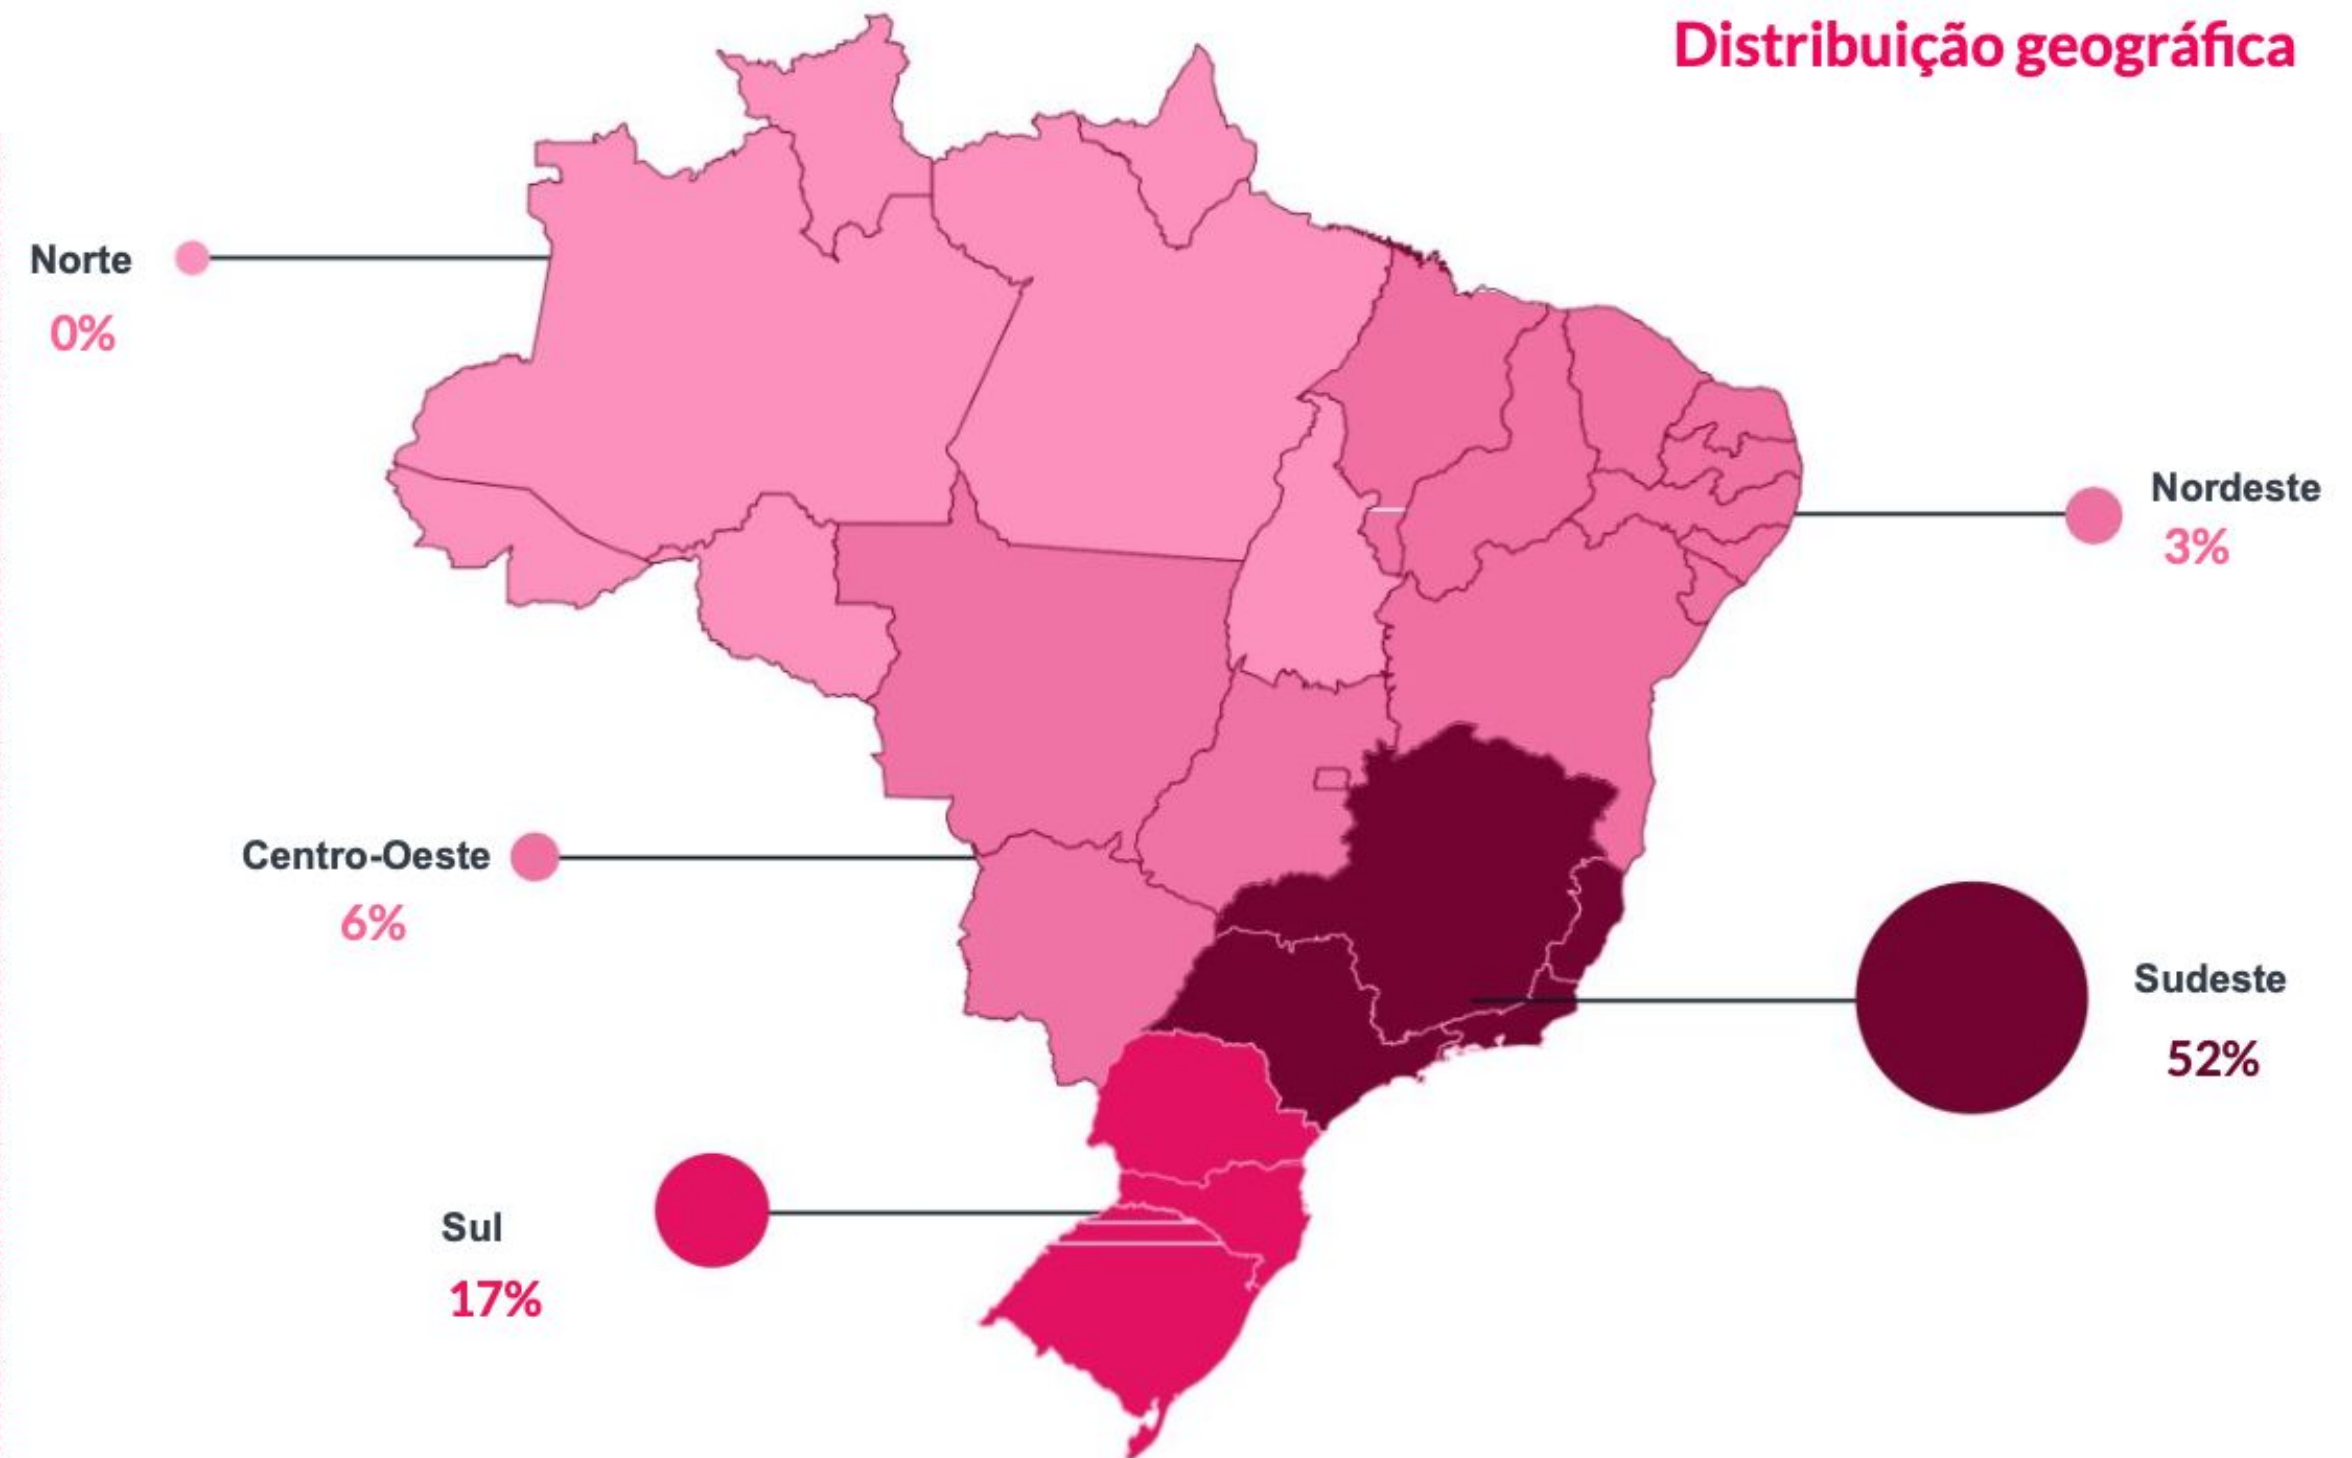 Distribuição geográfica
Norte
0%
Nordeste
3%
Centro-Oeste
6%
Sudeste
52%
Sul
17%